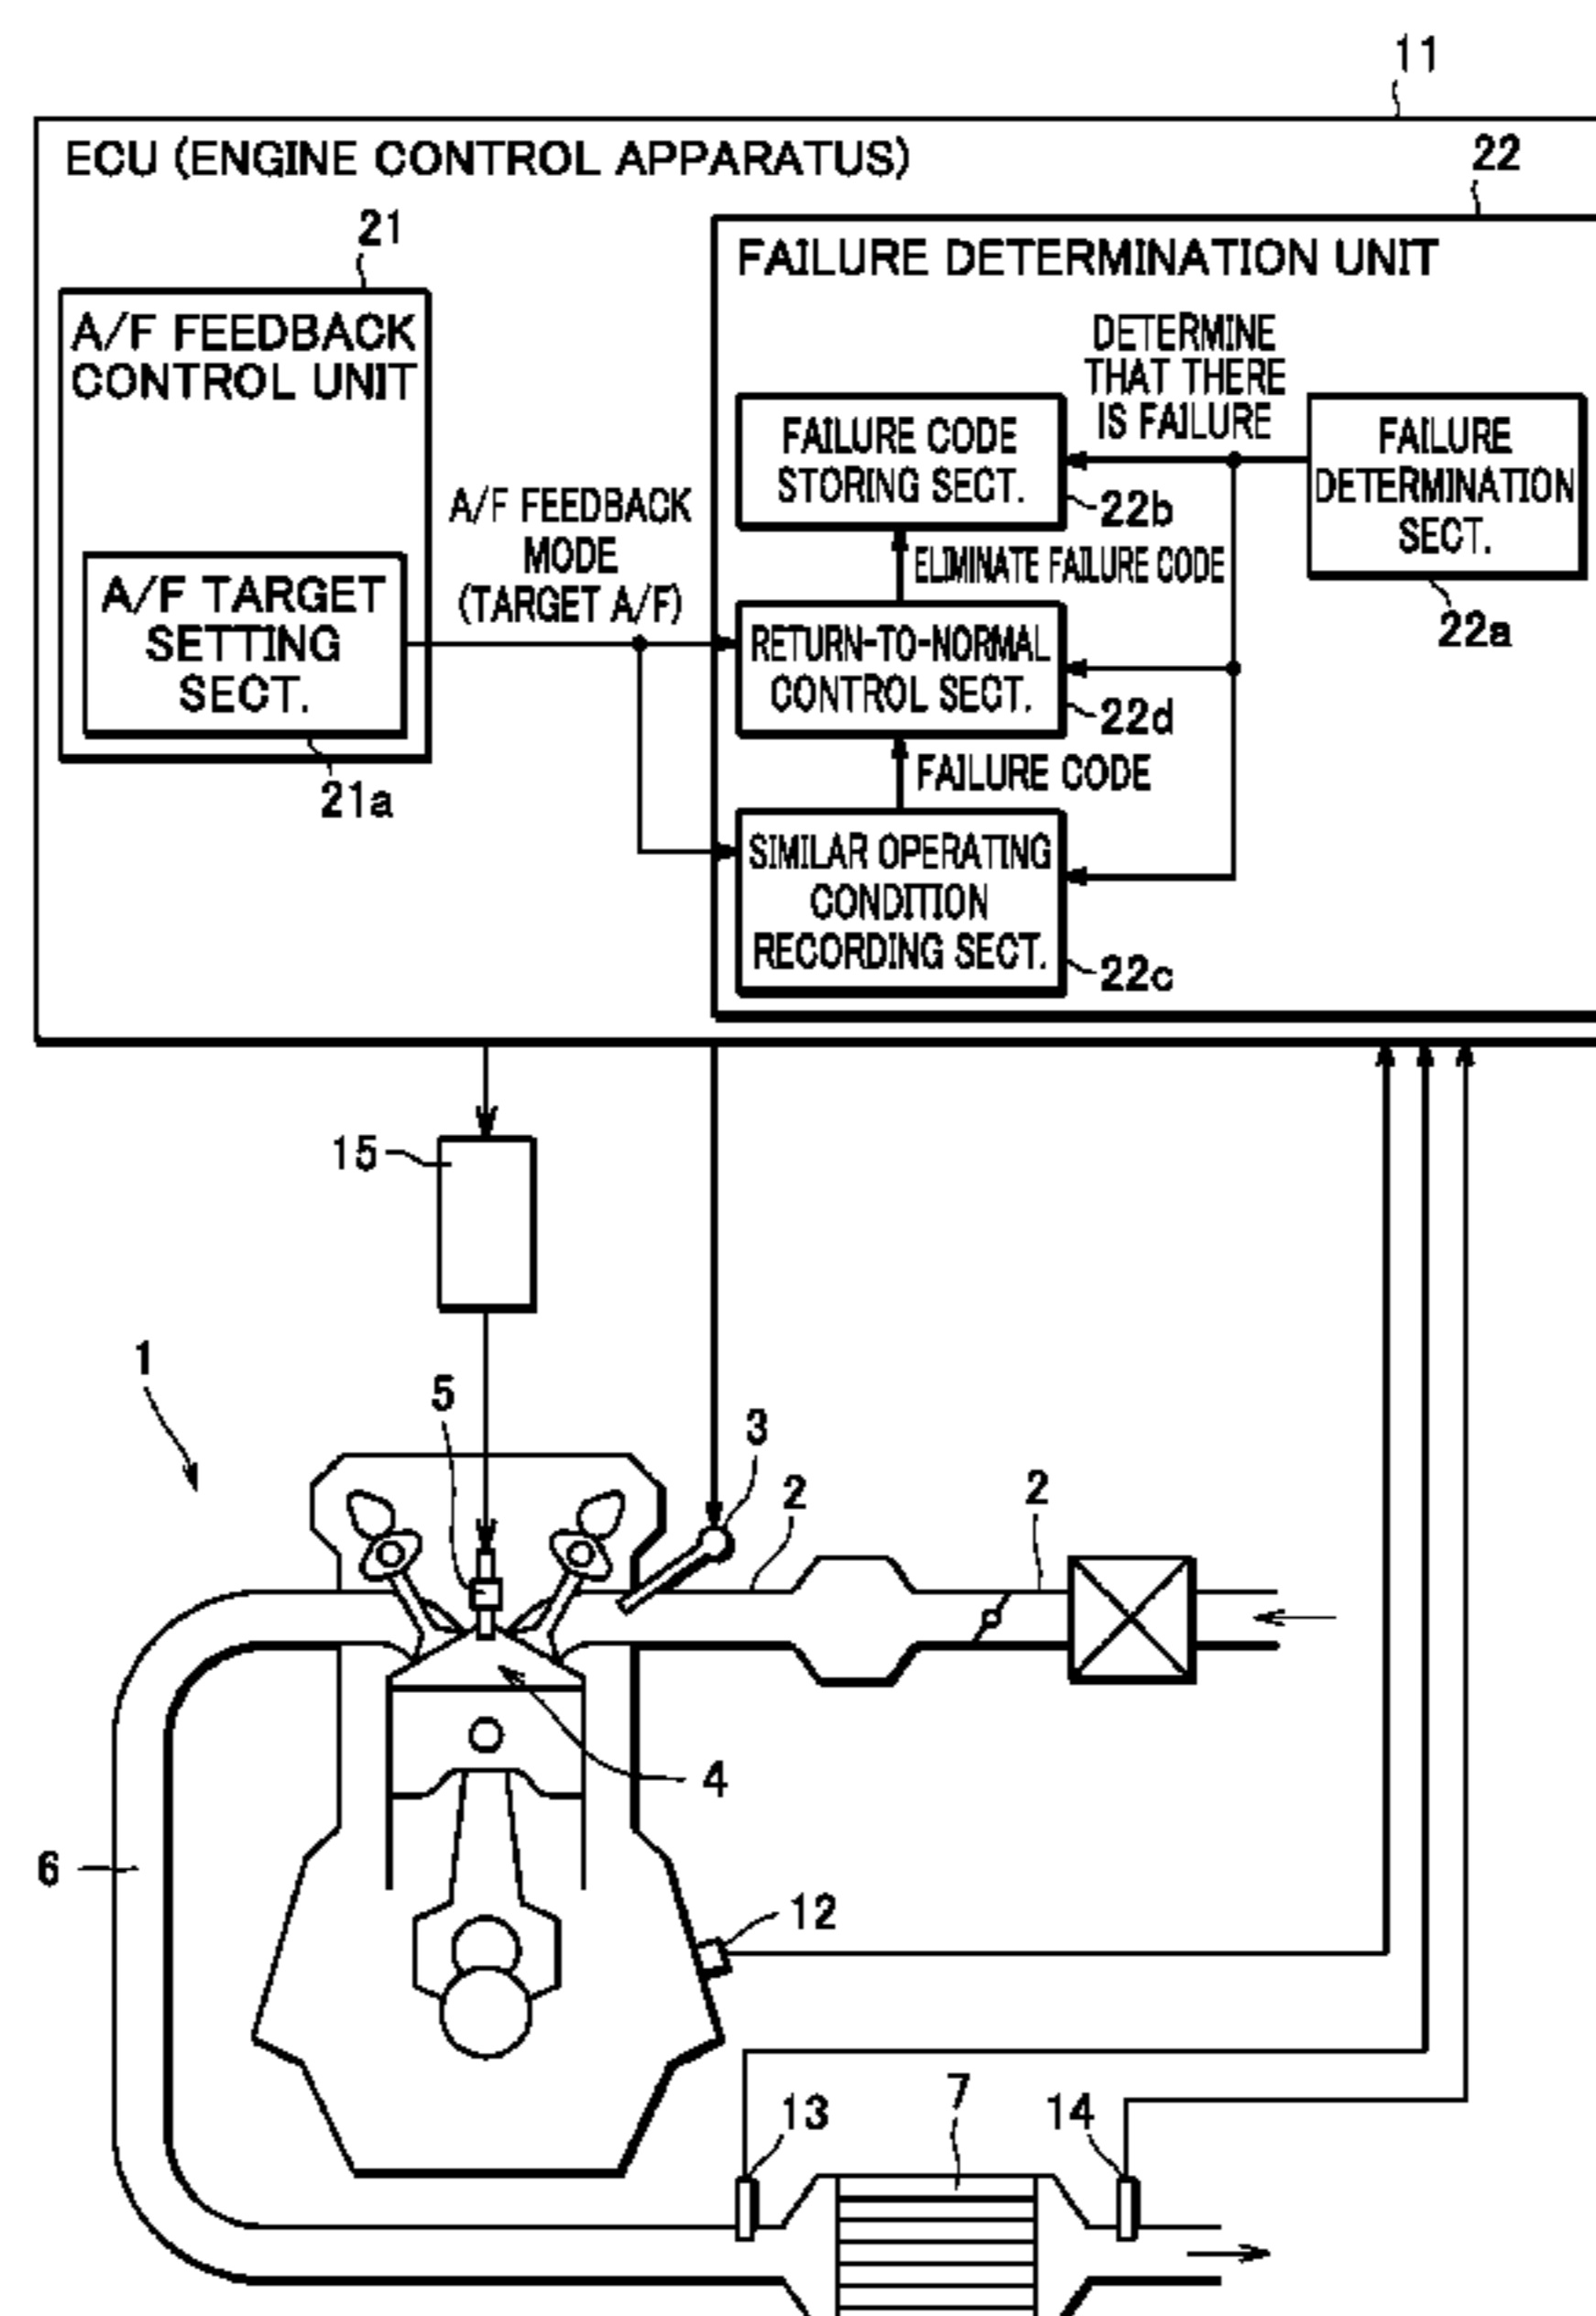 11
ECU (ENGINE CONTROL APPARATUS)
22
21
FAILURE DETERMINATION UNIT
A/F FEEDBACK
CONTROL UNIT
DETERMINE
THAT THERE
IS FAILURE
FAILURE CODE
STORING SECT.
22b
FAILURE
DETERMINATION
SECT.
22a
A/F FEEDBACK
MODE
(TARGET A/F)
ELIMINATE FAILURE CODE
A/F TARGET
SETTING
SECT.
21a
RETURN-TO-NORMAL
CONTROL SECT.
22d
FAILURE CODE
SIMILAR OPERATING
CONDITION
RECORDING SECT.
22c
15
1
5
3
2
2
4
6
12
13
7
14